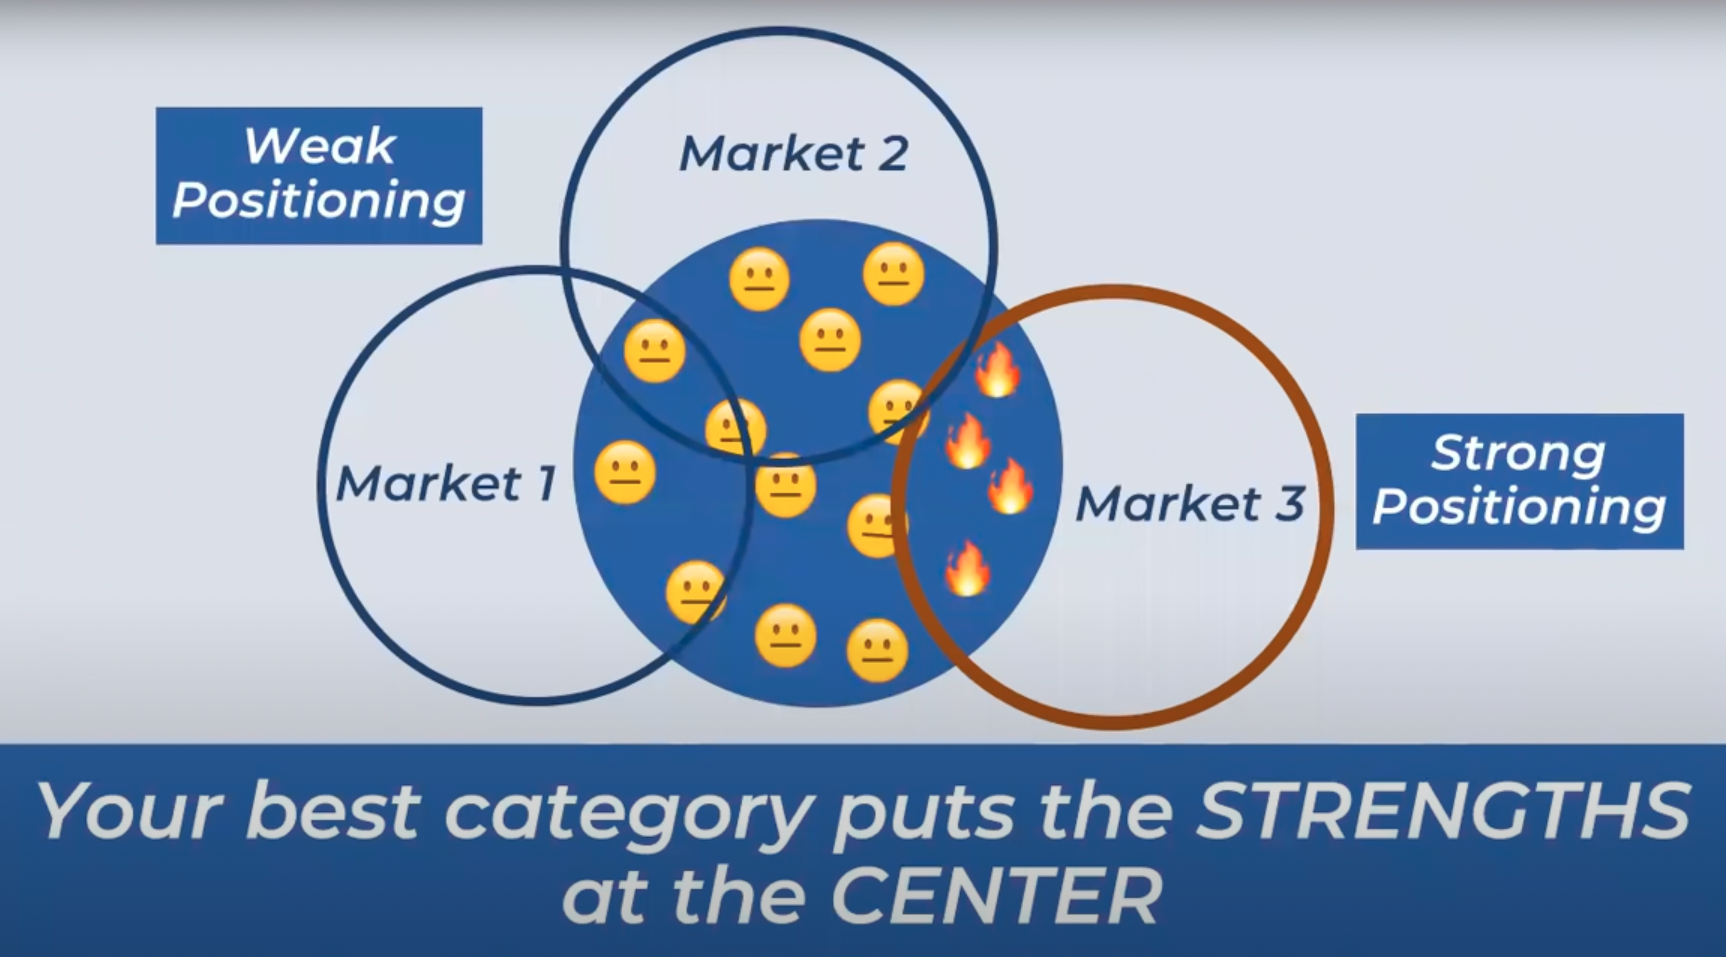 Weak
Positioning
Market 2
Market 1
Market 3
Strong
Positioning
Your best category puts the STRENGTHS
at the CENTER